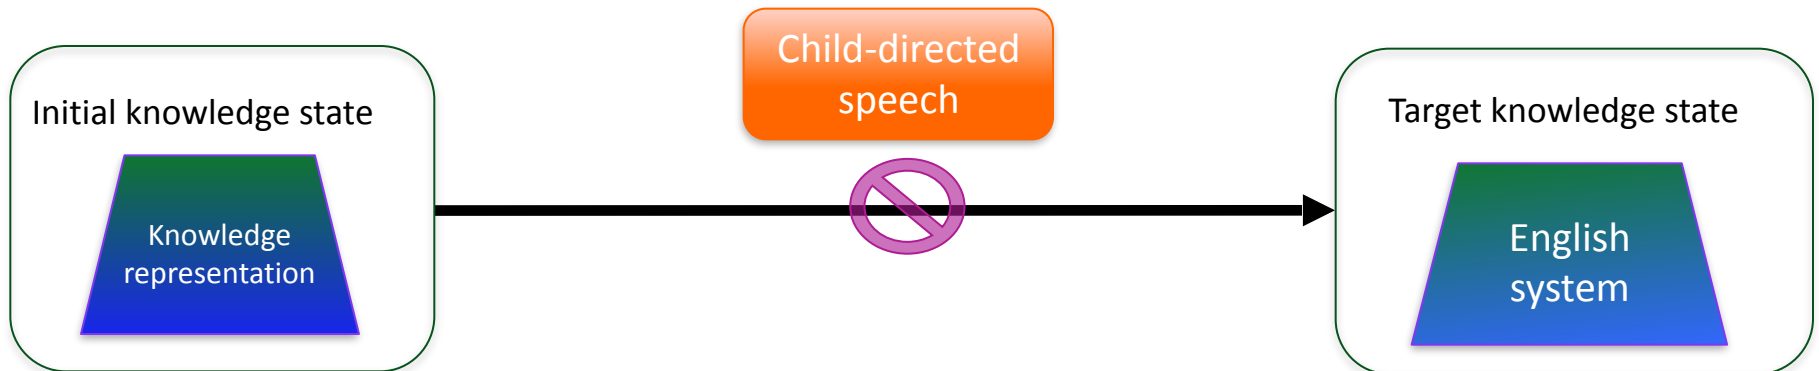 Initial knowledge state
Knowledge
representation
Child-directed
speech
Target knowledge state
English
system